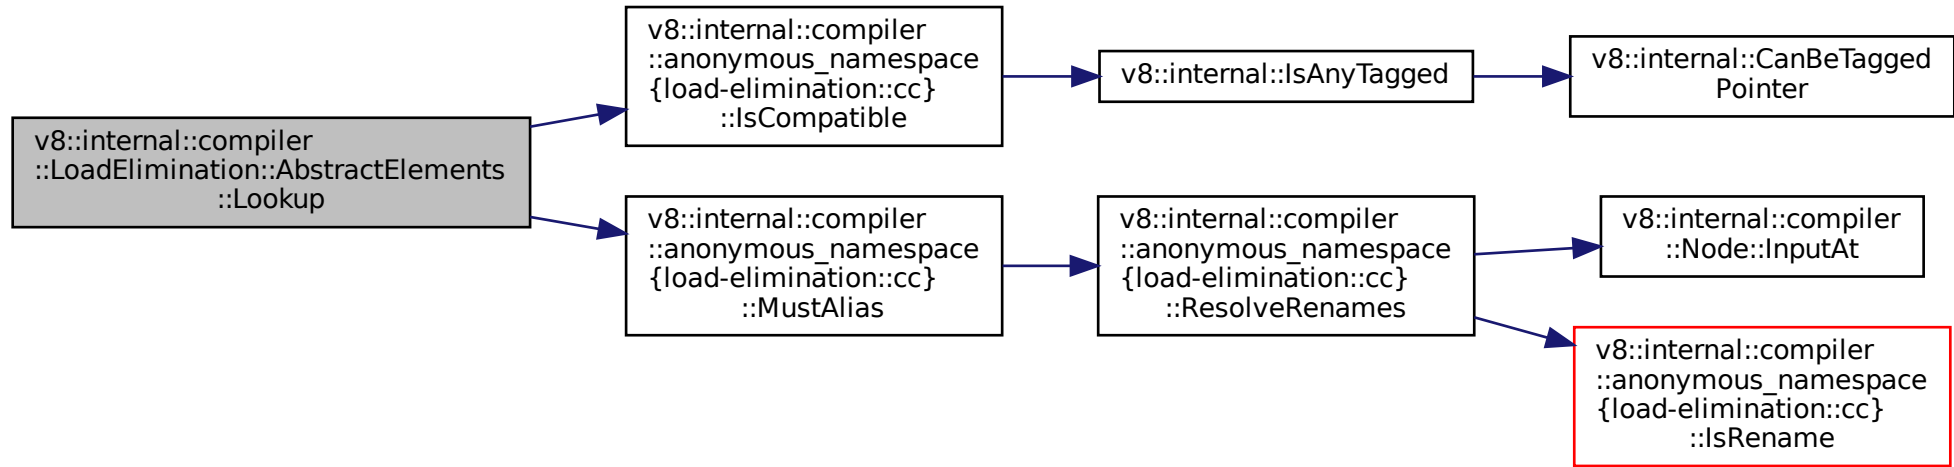 v8::internal::compiler
::LoadElimination::AbstractElements
::Lookup
v8::internal::compiler
::anonymous_namespace
{load-elimination::cc}
::IsCompatible
v8::internal::IsAnyTagged
v8::internal::CanBeTagged
Pointer
v8::internal::compiler
::anonymous_namespace
{load-elimination::cc}
::MustAlias
v8::internal::compiler
::anonymous_namespace
{load-elimination::cc}
::ResolveRenames
v8::internal::compiler
::Node::InputAt
v8::internal::compiler
::anonymous_namespace
{load-elimination::cc}
::IsRename